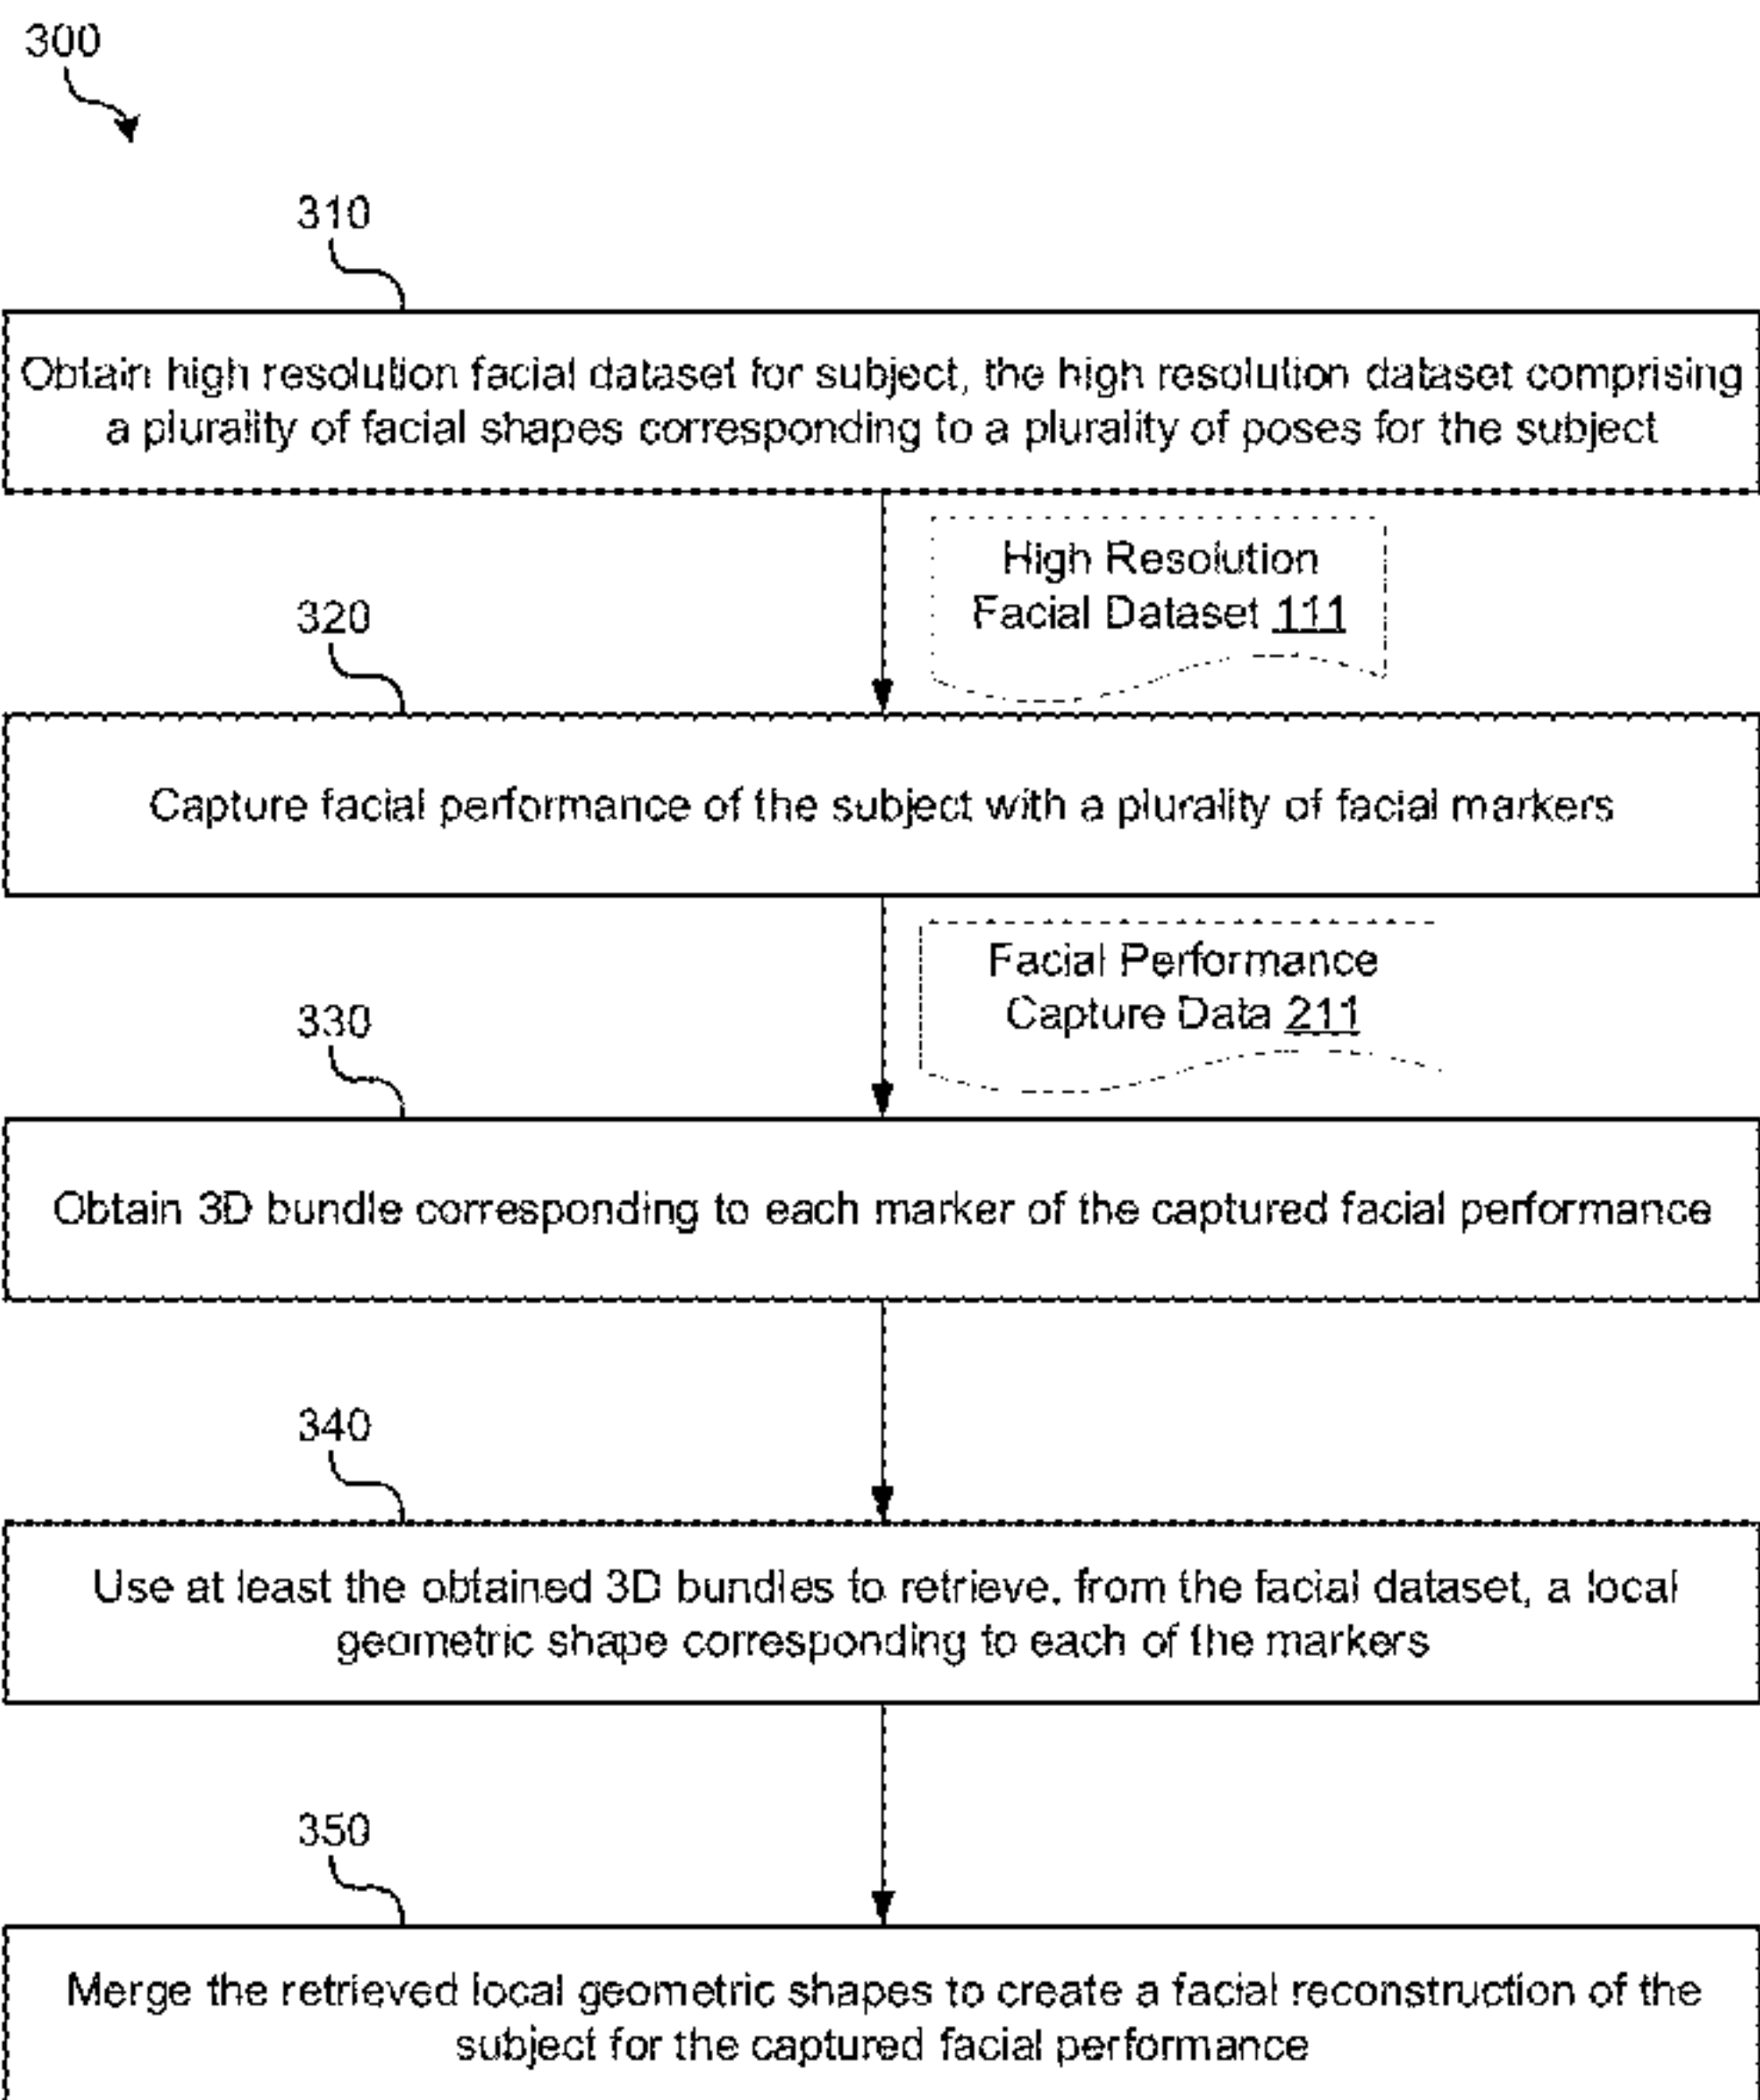 300
310
Obtain high resolution facial dataset for subject, the high resolution dataset comprising
a plurality of facial shapes corresponding to a plurality of poses for the subject
High Resolution
Facial Dataset 111
320
Capture facial performance of the subject with a plurality of facial markers
Facial Performance
Capture Data 211
330
Obtain 3D bundle corresponding to each marker of the captured facial performance
340
Use at least the obtained 3D bundles to retrieve, from the facial dataset, a local
geometric shape corresponding to each of the markers
350
Merge the retrieved local geometric shapes to create a facial reconstruction of the
subject for the captured facial performance